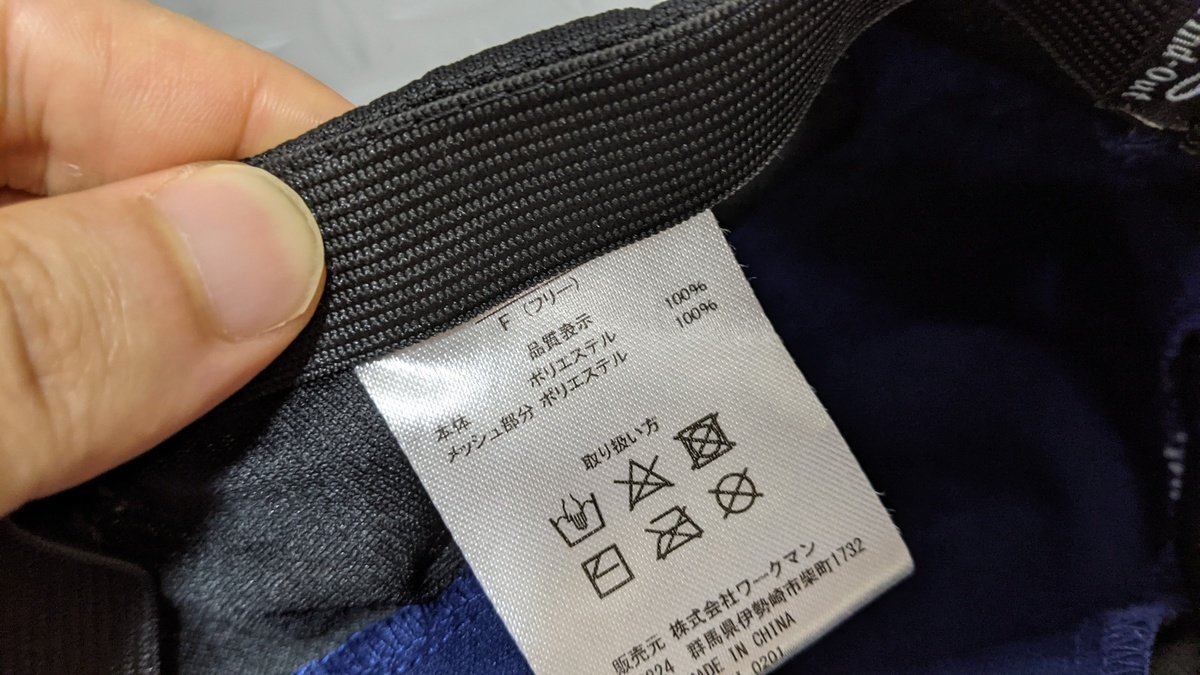 F (フリー)
品質表示
本体 ポリエステル 100%
メッシュ部分 ポリエステル 100%
取り扱い方
販売元 株式会社ワークマン
群馬県伊勢崎市柴町1732
MADE IN CHINA
0201